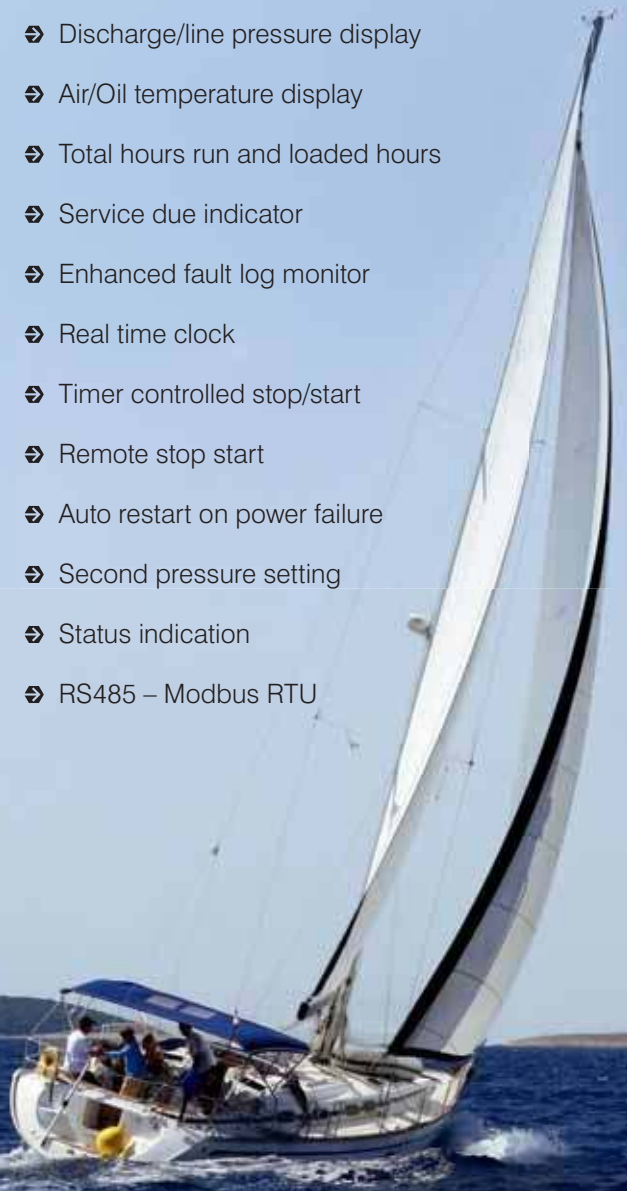 Discharge/line pressure display
Air/Oil temperature display
Total hours run and loaded hours
Service due indicator
Enhanced fault log monitor
Real time clock
Timer controlled stop/start
Remote stop start
Auto restart on power failure
Second pressure setting
Status indication
RS485 – Modbus RTU